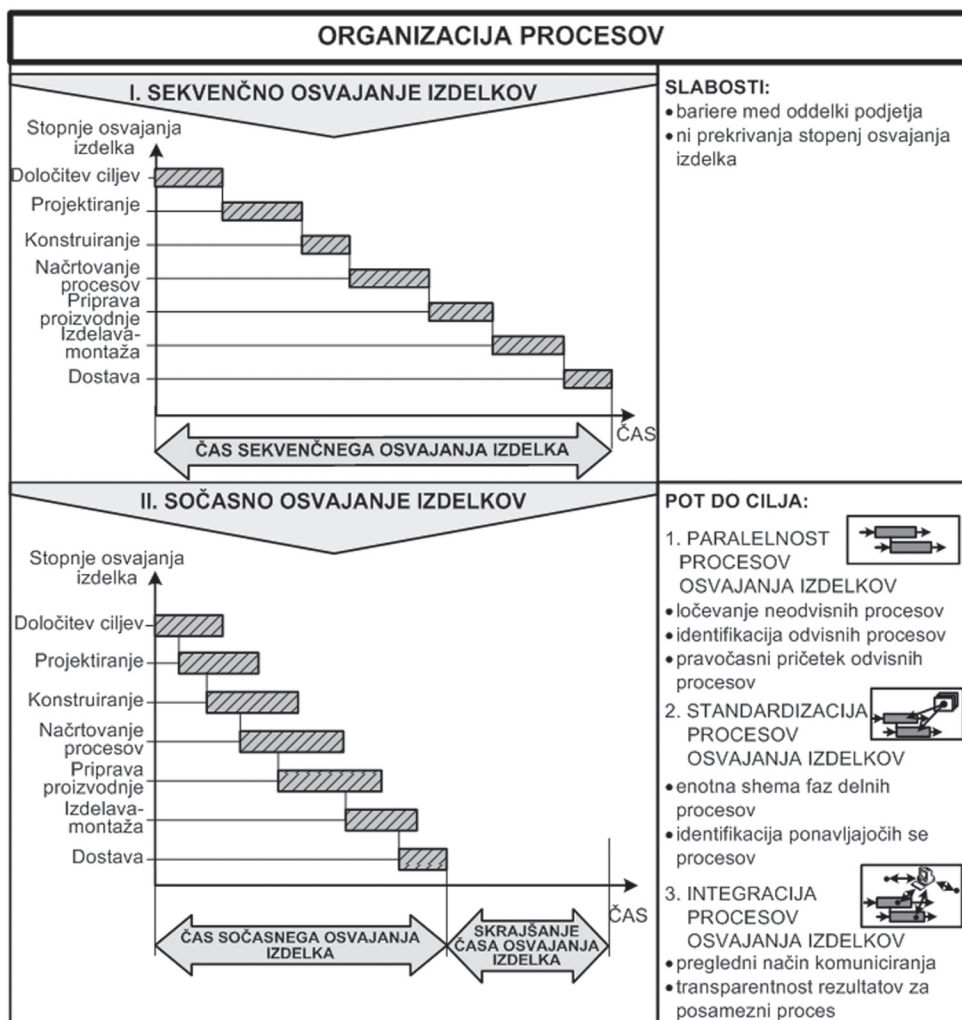 ORGANIZACIJA PROCESOV
I. SEKVENČNO OSVAJANJE IZDELKOV
Stopnje osvajanja
izdelka
Določitev ciljev
Projektiranje
Konstruiranje
Načrtovanje
procesov
Priprava
proizvodnje
Izdelava-
montaža
Dostava
ČAS
ČAS SEKVENČNEGA OSVAJANJA IZDELKA
SLABOSTI:
• bariere med oddelki podjetja
• ni prekrivanja stopenj osvajanja
izdelka
II. SOČASNO OSVAJANJE IZDELKOV
Stopnje osvajanja
izdelka
Določitev ciljev
Projektiranje
Konstruiranje
Načrtovanje
procesov
Priprava
proizvodnje
Izdelava-
montaža
Dostava
ČAS
ČAS SOČASNEGA OSVAJANJA
IZDELKA
SKRAJŠANJE
ČASA OSVAJANJA
IZDELKA
POT DO CILJA:
1. PARALELNOST
PROCESOV
OSVAJANJA IZDELKOV
• ločevanje neodvisnih procesov
• identifikacija odvisnih procesov
• pravočasni pričetek odvisnih
procesov
2. STANDARDIZACIJA
PROCESOV
OSVAJANJA IZDELKOV
• enotna shema faz delnih
procesov
• identifikacija ponavljajočih se
procesov
3. INTEGRACIJA
PROCESOV
OSVAJANJA IZDELKOV
• pregledni način komuniciranja
• transparentnost rezultatov za
posamezni proces